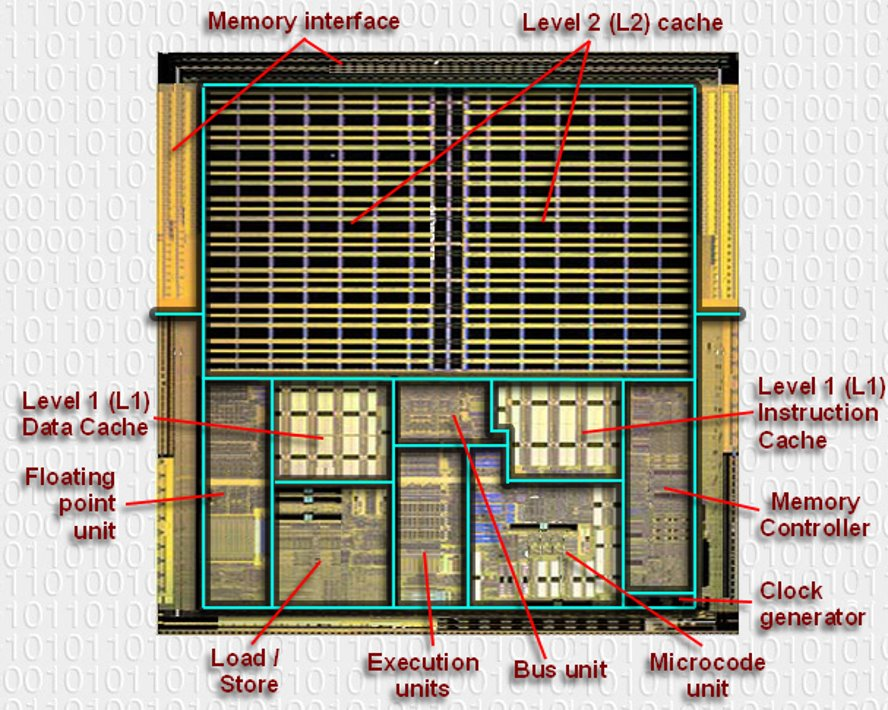 Memory interface
Level 2 (L2) cache
Level 1 (L1)
Data Cache
Level 1 (L1)
Instruction
Cache
Floating
point
unit
Memory
Controller
Clock
generator
Load /
Store
Execution
units
Bus unit
Microcode
unit